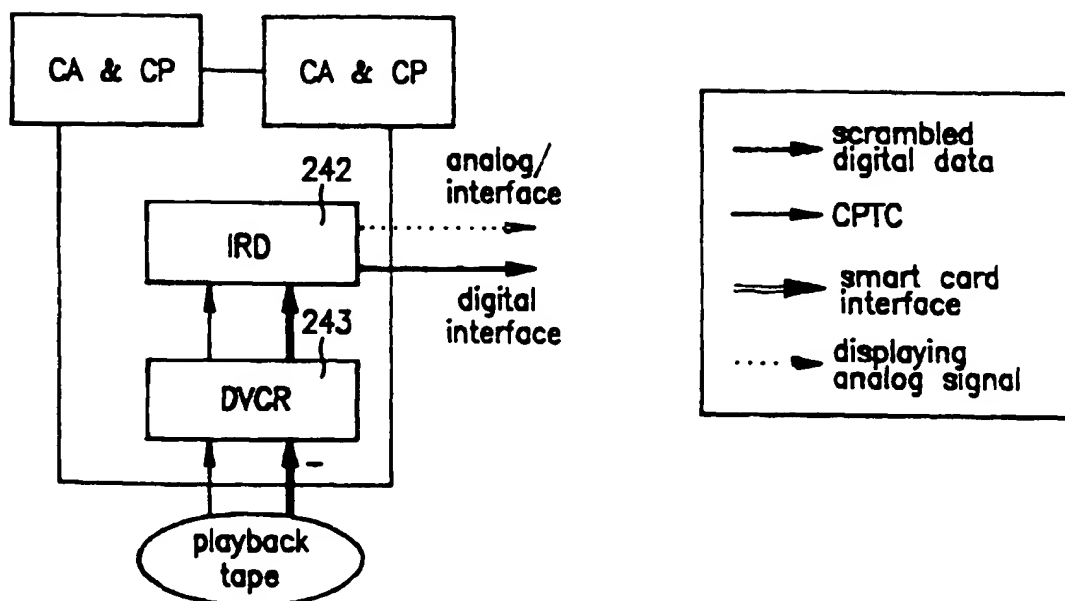 CA & CP
CA & CP
242
analog/
interface
IRD
digital
interface
243
DVCR
playback
tape
scrambled
digital data
CPTC
smart card
interface
displaying
analog signal